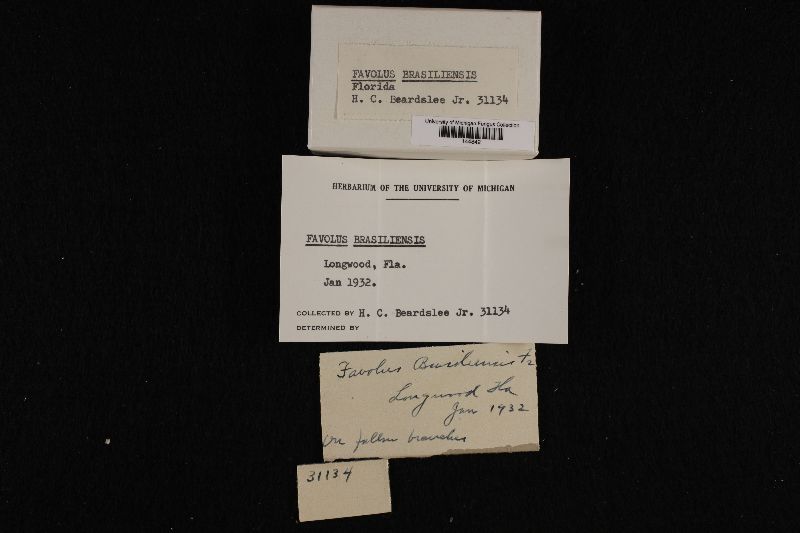 FAVOLUS BRASILIENSIS
Florida
H. C. Beardslee Jr. 31134
University of Michigan Fungus Collection
HERBARIUM OF THE UNIVERSITY OF MICHIGAN
FAVOLUS BRASILIENSIS
Longwood, Fla.
Jan 1932.
COLLECTED BY H. C. Beardslee Jr. 31134
DETERMINED BY
Favolus Brasiliensis Fr
Longwood Fla
Jan 1932
On fallen branches
31134